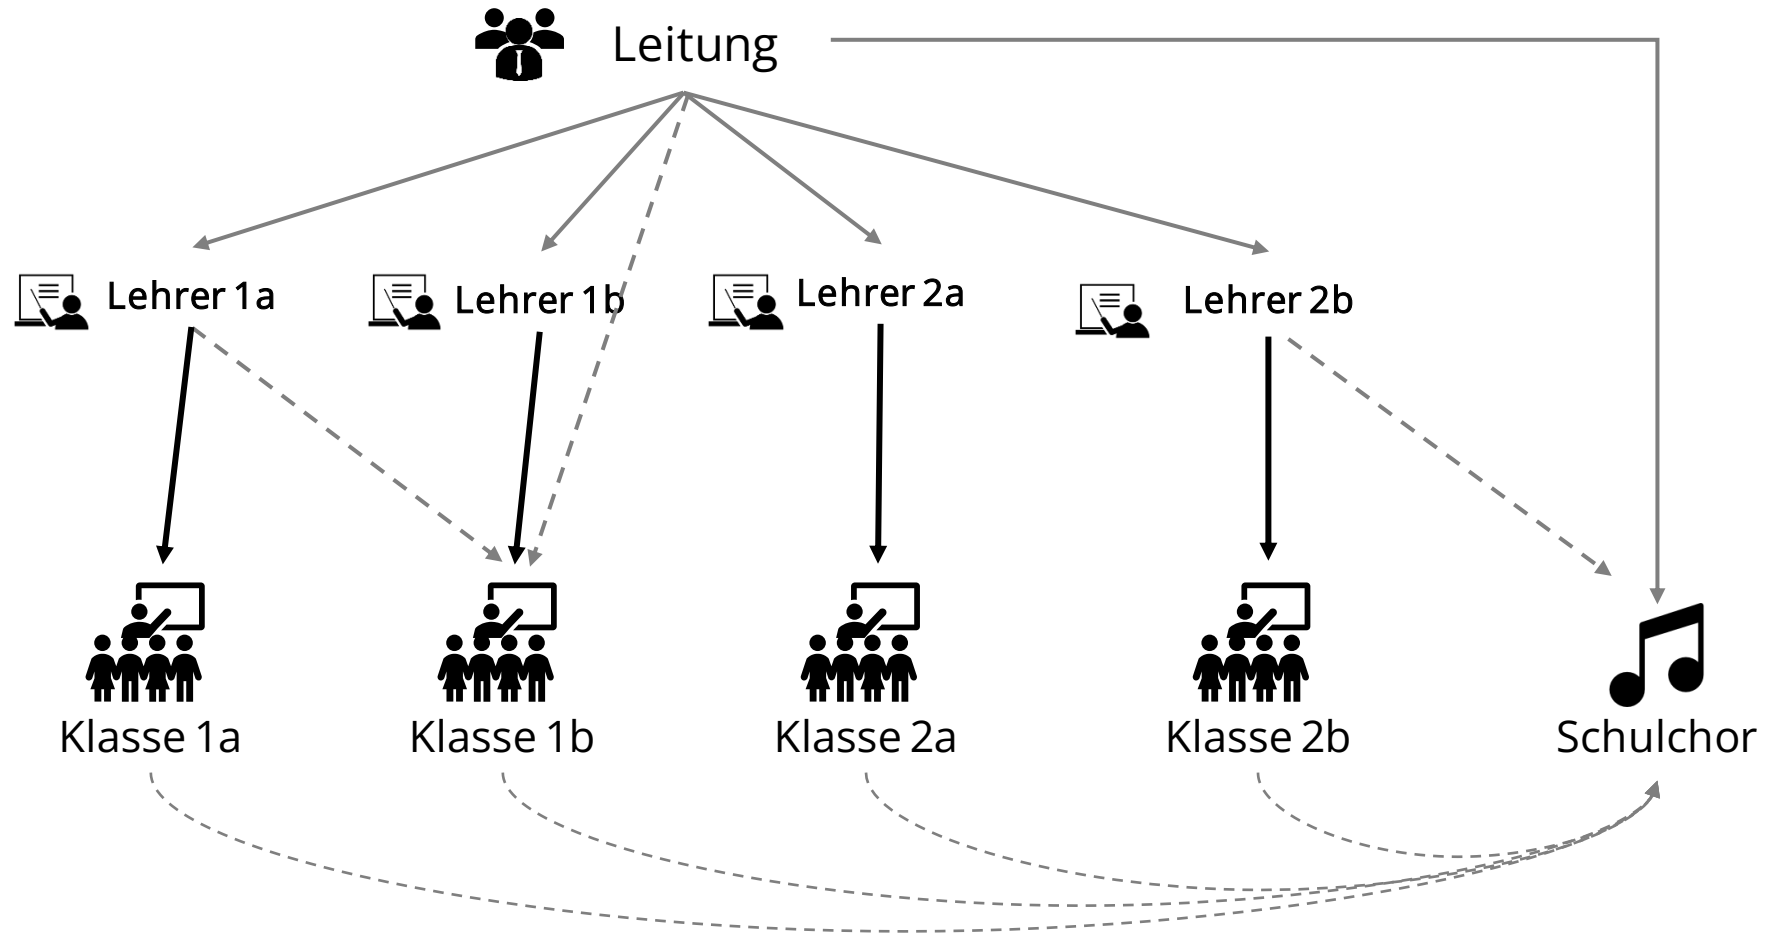 Leitung
Lehrer 1a
Lehrer 1b
Lehrer 2a
Lehrer 2b
Klasse 1a
Klasse 1b
Klasse 2a
Klasse 2b
Schulchor